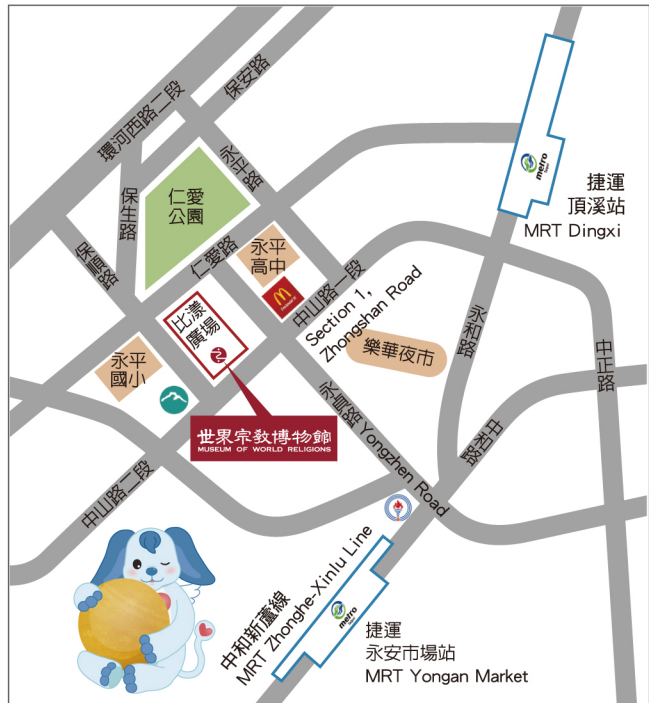 環河西路二段
保安路
保生路
永平路
仁愛
公園
保順路
仁愛路
永平
高中
metro
捷運
頂溪站
MRT Dingxi
比漾
廣場
中山路一段
Section 1,
Zhongshan Road
永和路
中正路
樂華夜市
永平
國小
世界宗教博物館
MUSEUM OF WORLD RELIGIONS
永貞路 Yongzhen Road
中和路
中山路二段
中和新蘆線
MRT Zhonghe-Xinlu Line
metro
捷運
永安市場站
MRT Yongan Market